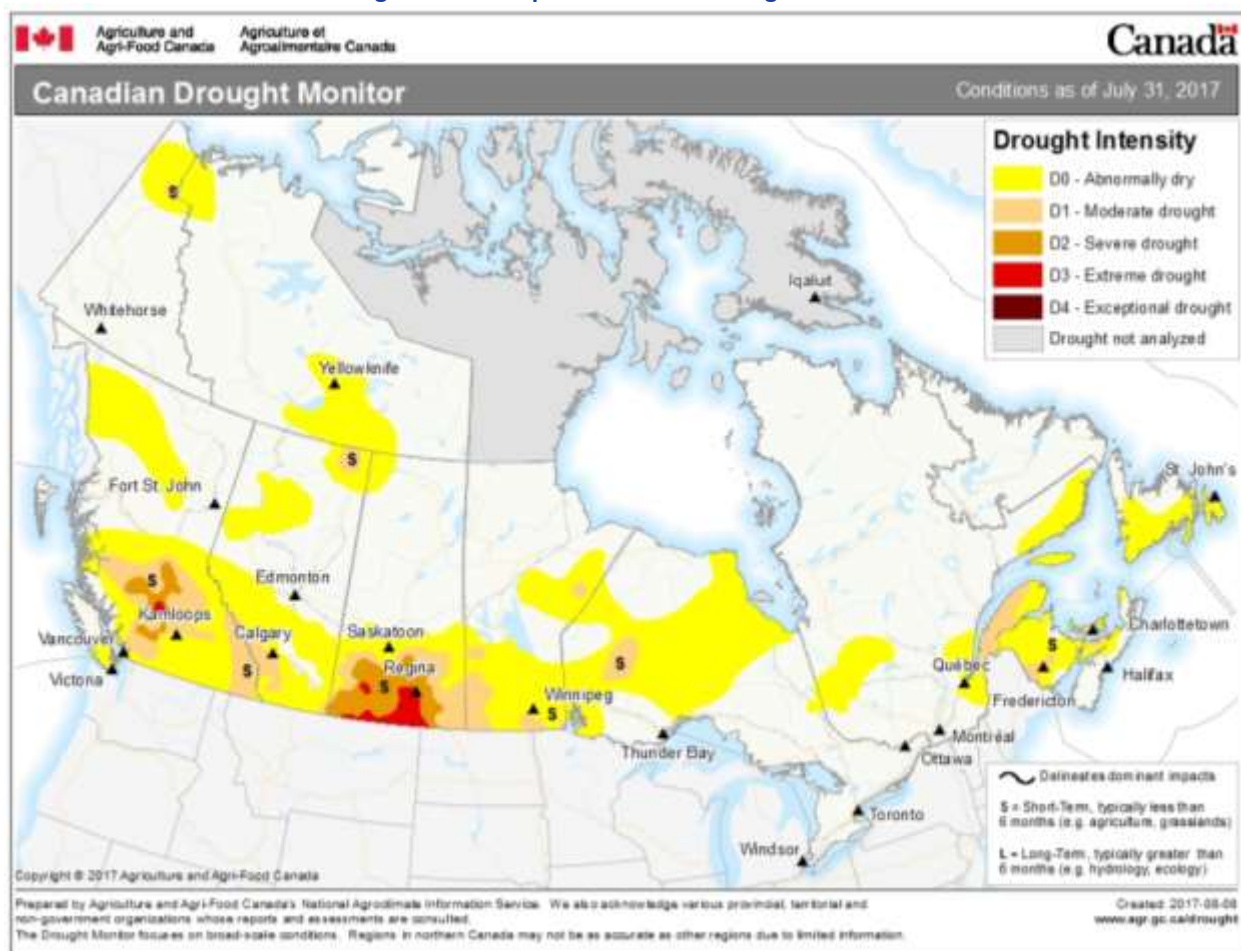 Agriculture and Agriculture et
Agri-Food Canada Agroalimentaire Canada
Canada
Canadian Drought Monitor
Conditions as of July 31, 2017
Drought Intensity
D0 - Abnormally dry
D1 - Moderate drought
D2 - Severe drought
D3 - Extreme drought
D4 - Exceptional drought
Drought not analyzed
S
Iqaluit
Whitehorse
Yellowknife
S
St. John's
Fort St. John
Edmonton
S
Kamloops
Vancouver
Calgary
Saskatoon
S
Regina
S
Victoria
S
Winnipeg
S
Thunder Bay
Québec
S
Charlottetown
Halifax
Fredericton
Montréal
Ottawa
Toronto
Windsor
Delineates dominant impacts
S = Short-Term, typically less than
6 months (e.g. agriculture, grasslands)
L = Long-Term, typically greater than
6 months (e.g. hydrology, ecology)
Copyright © 2017 Agriculture and Agri-Food Canada
Prepared by Agriculture and Agri-Food Canada's National Agroclimate Information Service. We also acknowledge various provincial, territorial and
non-government organizations whose reports and assessments are consulted.
The Drought Monitor focuses on broad-scale conditions. Regions in northern Canada may not be as accurate as other regions due to limited information.
Created: 2017-08-08
www.agr.gc.ca/drought